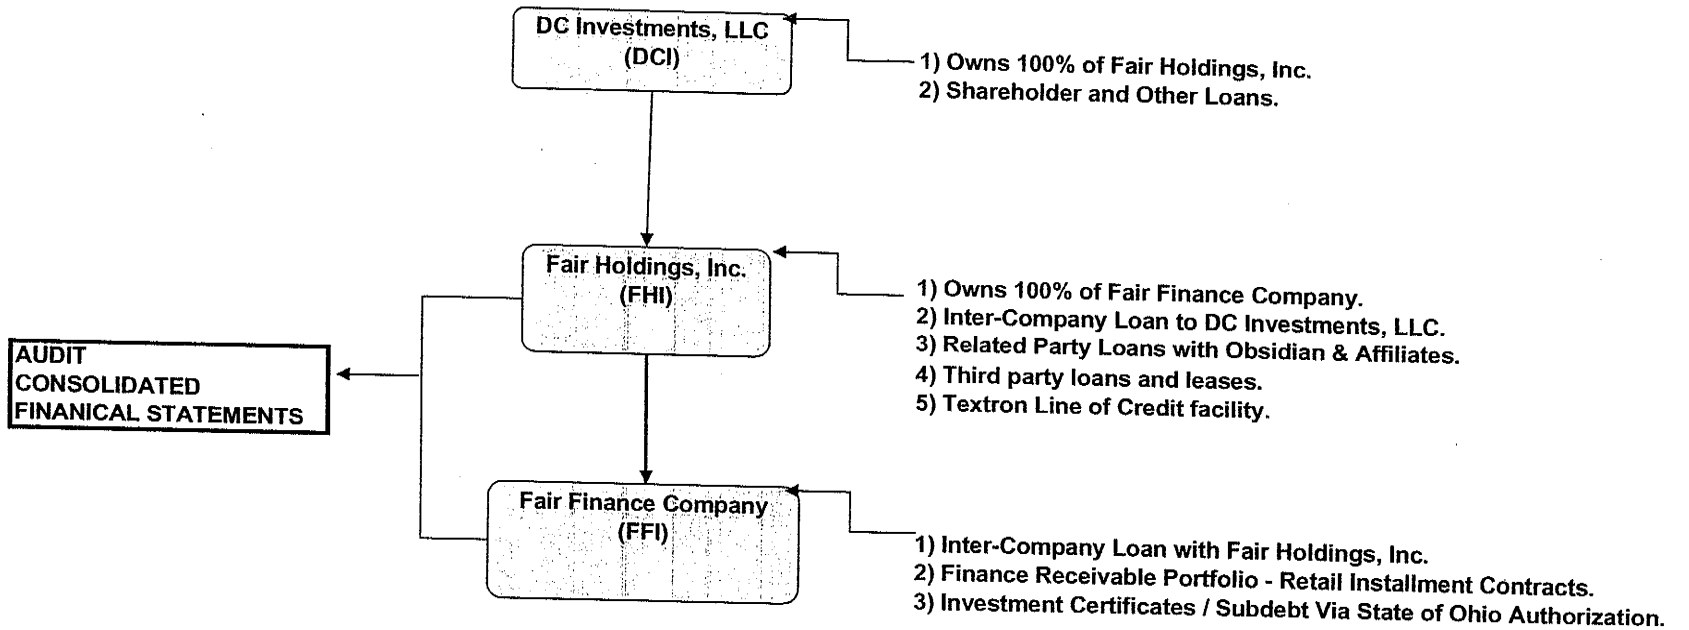 DC Investments, LLC
(DCI)
1) Owns 100% of Fair Holdings, Inc.
2) Shareholder and Other Loans.
Fair Holdings, Inc.
(FHI)
1) Owns 100% of Fair Finance Company.
2) Inter-Company Loan to DC Investments, LLC.
3) Related Party Loans with Obsidian & Affiliates.
4) Third party loans and leases.
5) Textron Line of Credit facility.
AUDIT
CONSOLIDATED
FINANICAL STATEMENTS
Fair Finance Company
(FFI)
1) Inter-Company Loan with Fair Holdings, Inc.
2) Finance Receivable Portfolio - Retail Installment Contracts.
3) Investment Certificates / Subdebt Via State of Ohio Authorization.